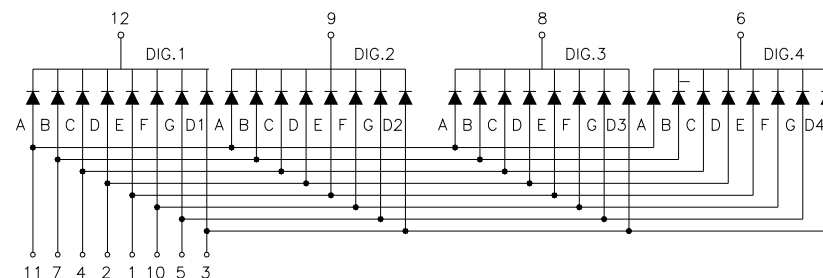 12 9 8 6
DIG.1 DIG.2 DIG.3 DIG.4
A B C D E F G D1 A B C D E F G D2 A B C D E F G D3 A B C D E F G D4
11 7 4 2 1 10 5 3